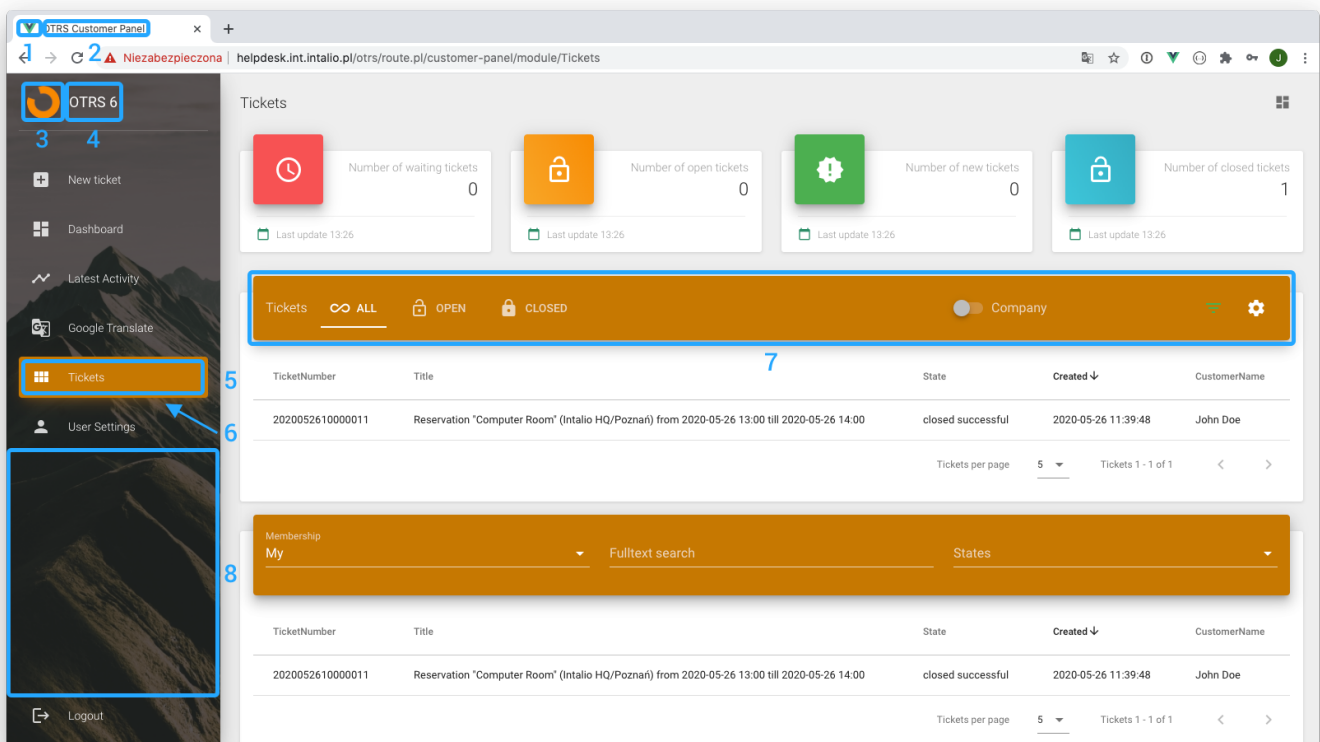 OTRS Customer Panel
1
2
Niezabezpieczona
helpdesk.int.intalio.pl/otrs/route.pl/customer-panel/module/Tickets
J
OTRS 6
3
4
New ticket
Dashboard
Latest Activity
Google Translate
Tickets
5
User Settings
6
8
Logout
Tickets
Number of waiting tickets
0
Last update 13:26
Number of open tickets
0
Last update 13:26
Number of new tickets
0
Last update 13:26
Number of closed tickets
1
Last update 13:26
Tickets ALL OPEN CLOSED Company
7
TicketNumber Title State Created CustomerName
2020052610000011 Reservation "Computer Room" (Intalio HQ/Poznań) from 2020-05-26 13:00 till 2020-05-26 14:00 closed successful 2020-05-26 11:39:48 John Doe
Tickets per page 5 Tickets 1 - 1 of 1
Membership
My Fulltext search States
TicketNumber Title State Created CustomerName
2020052610000011 Reservation "Computer Room" (Intalio HQ/Poznań) from 2020-05-26 13:00 till 2020-05-26 14:00 closed successful 2020-05-26 11:39:48 John Doe
Tickets per page 5 Tickets 1 - 1 of 1